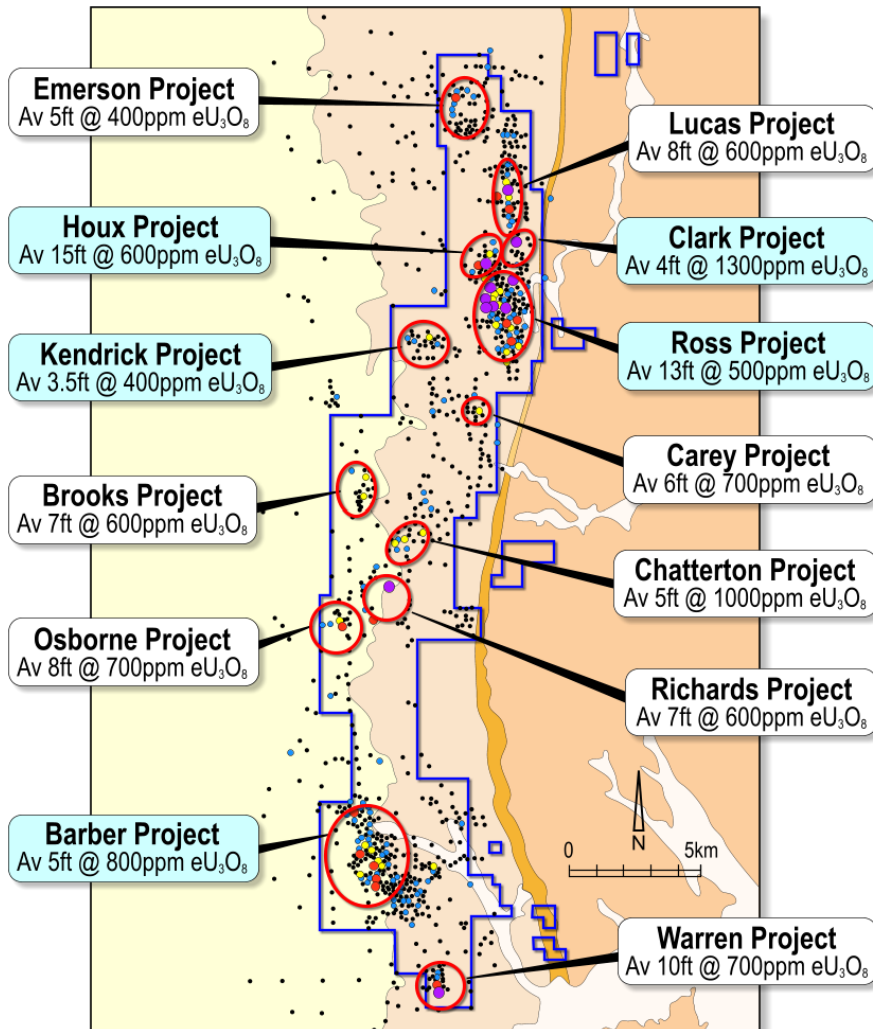 Emerson Project
Av 5ft @ 400ppm eU₃O₈
Lucas Project
Av 8ft @ 600ppm eU₃O₈
Houx Project
Av 15ft @ 600ppm eU₃O₈
Clark Project
Av 4ft @ 1300ppm eU₃O₈
Kendrick Project
Av 3.5ft @ 400ppm eU₃O₈
Ross Project
Av 13ft @ 500ppm eU₃O₈
Carey Project
Av 6ft @ 700ppm eU₃O₈
Brooks Project
Av 7ft @ 600ppm eU₃O₈
Chatterton Project
Av 5ft @ 1000ppm eU₃O₈
Osborne Project
Av 8ft @ 700ppm eU₃O₈
Richards Project
Av 7ft @ 600ppm eU₃O₈
Barber Project
Av 5ft @ 800ppm eU₃O₈
N
0 5km
Warren Project
Av 10ft @ 700ppm eU₃O₈